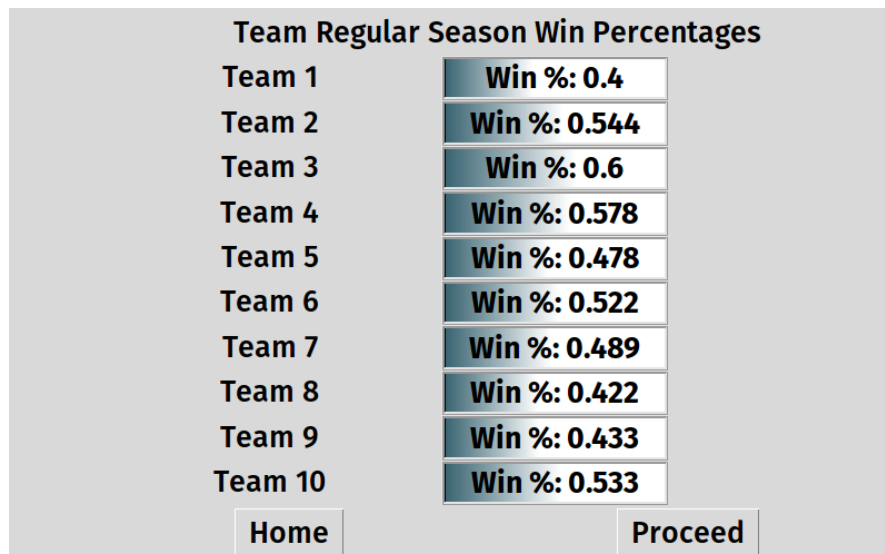 Team Regular Season Win Percentages
Team 1 Win %: 0.4
Team 2 Win %: 0.544
Team 3 Win %: 0.6
Team 4 Win %: 0.578
Team 5 Win %: 0.478
Team 6 Win %: 0.522
Team 7 Win %: 0.489
Team 8 Win %: 0.422
Team 9 Win %: 0.433
Team 10 Win %: 0.533
Home Proceed